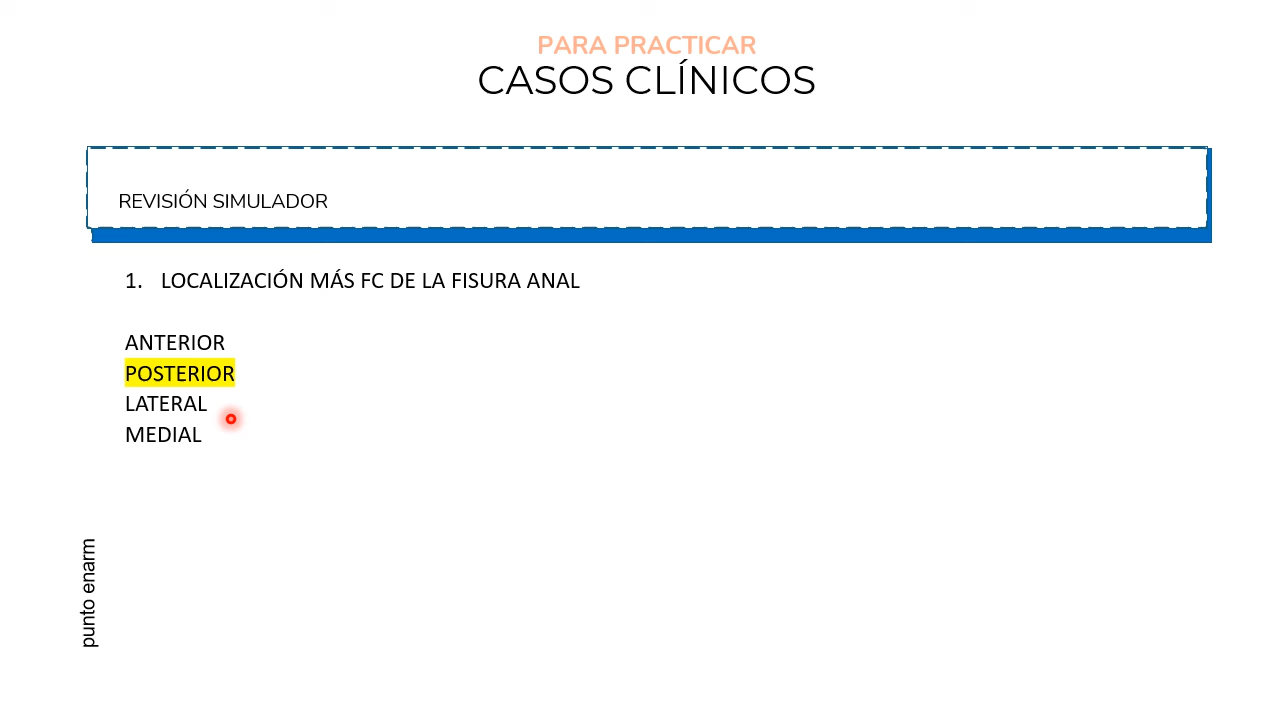 PARA PRACTICAR
CASOS CLÍNICOS
REVISIÓN SIMULADOR
1. LOCALIZACIÓN MÁS FC DE LA FISURA ANAL
ANTERIOR
POSTERIOR
LATERAL
MEDIAL
punto enarm